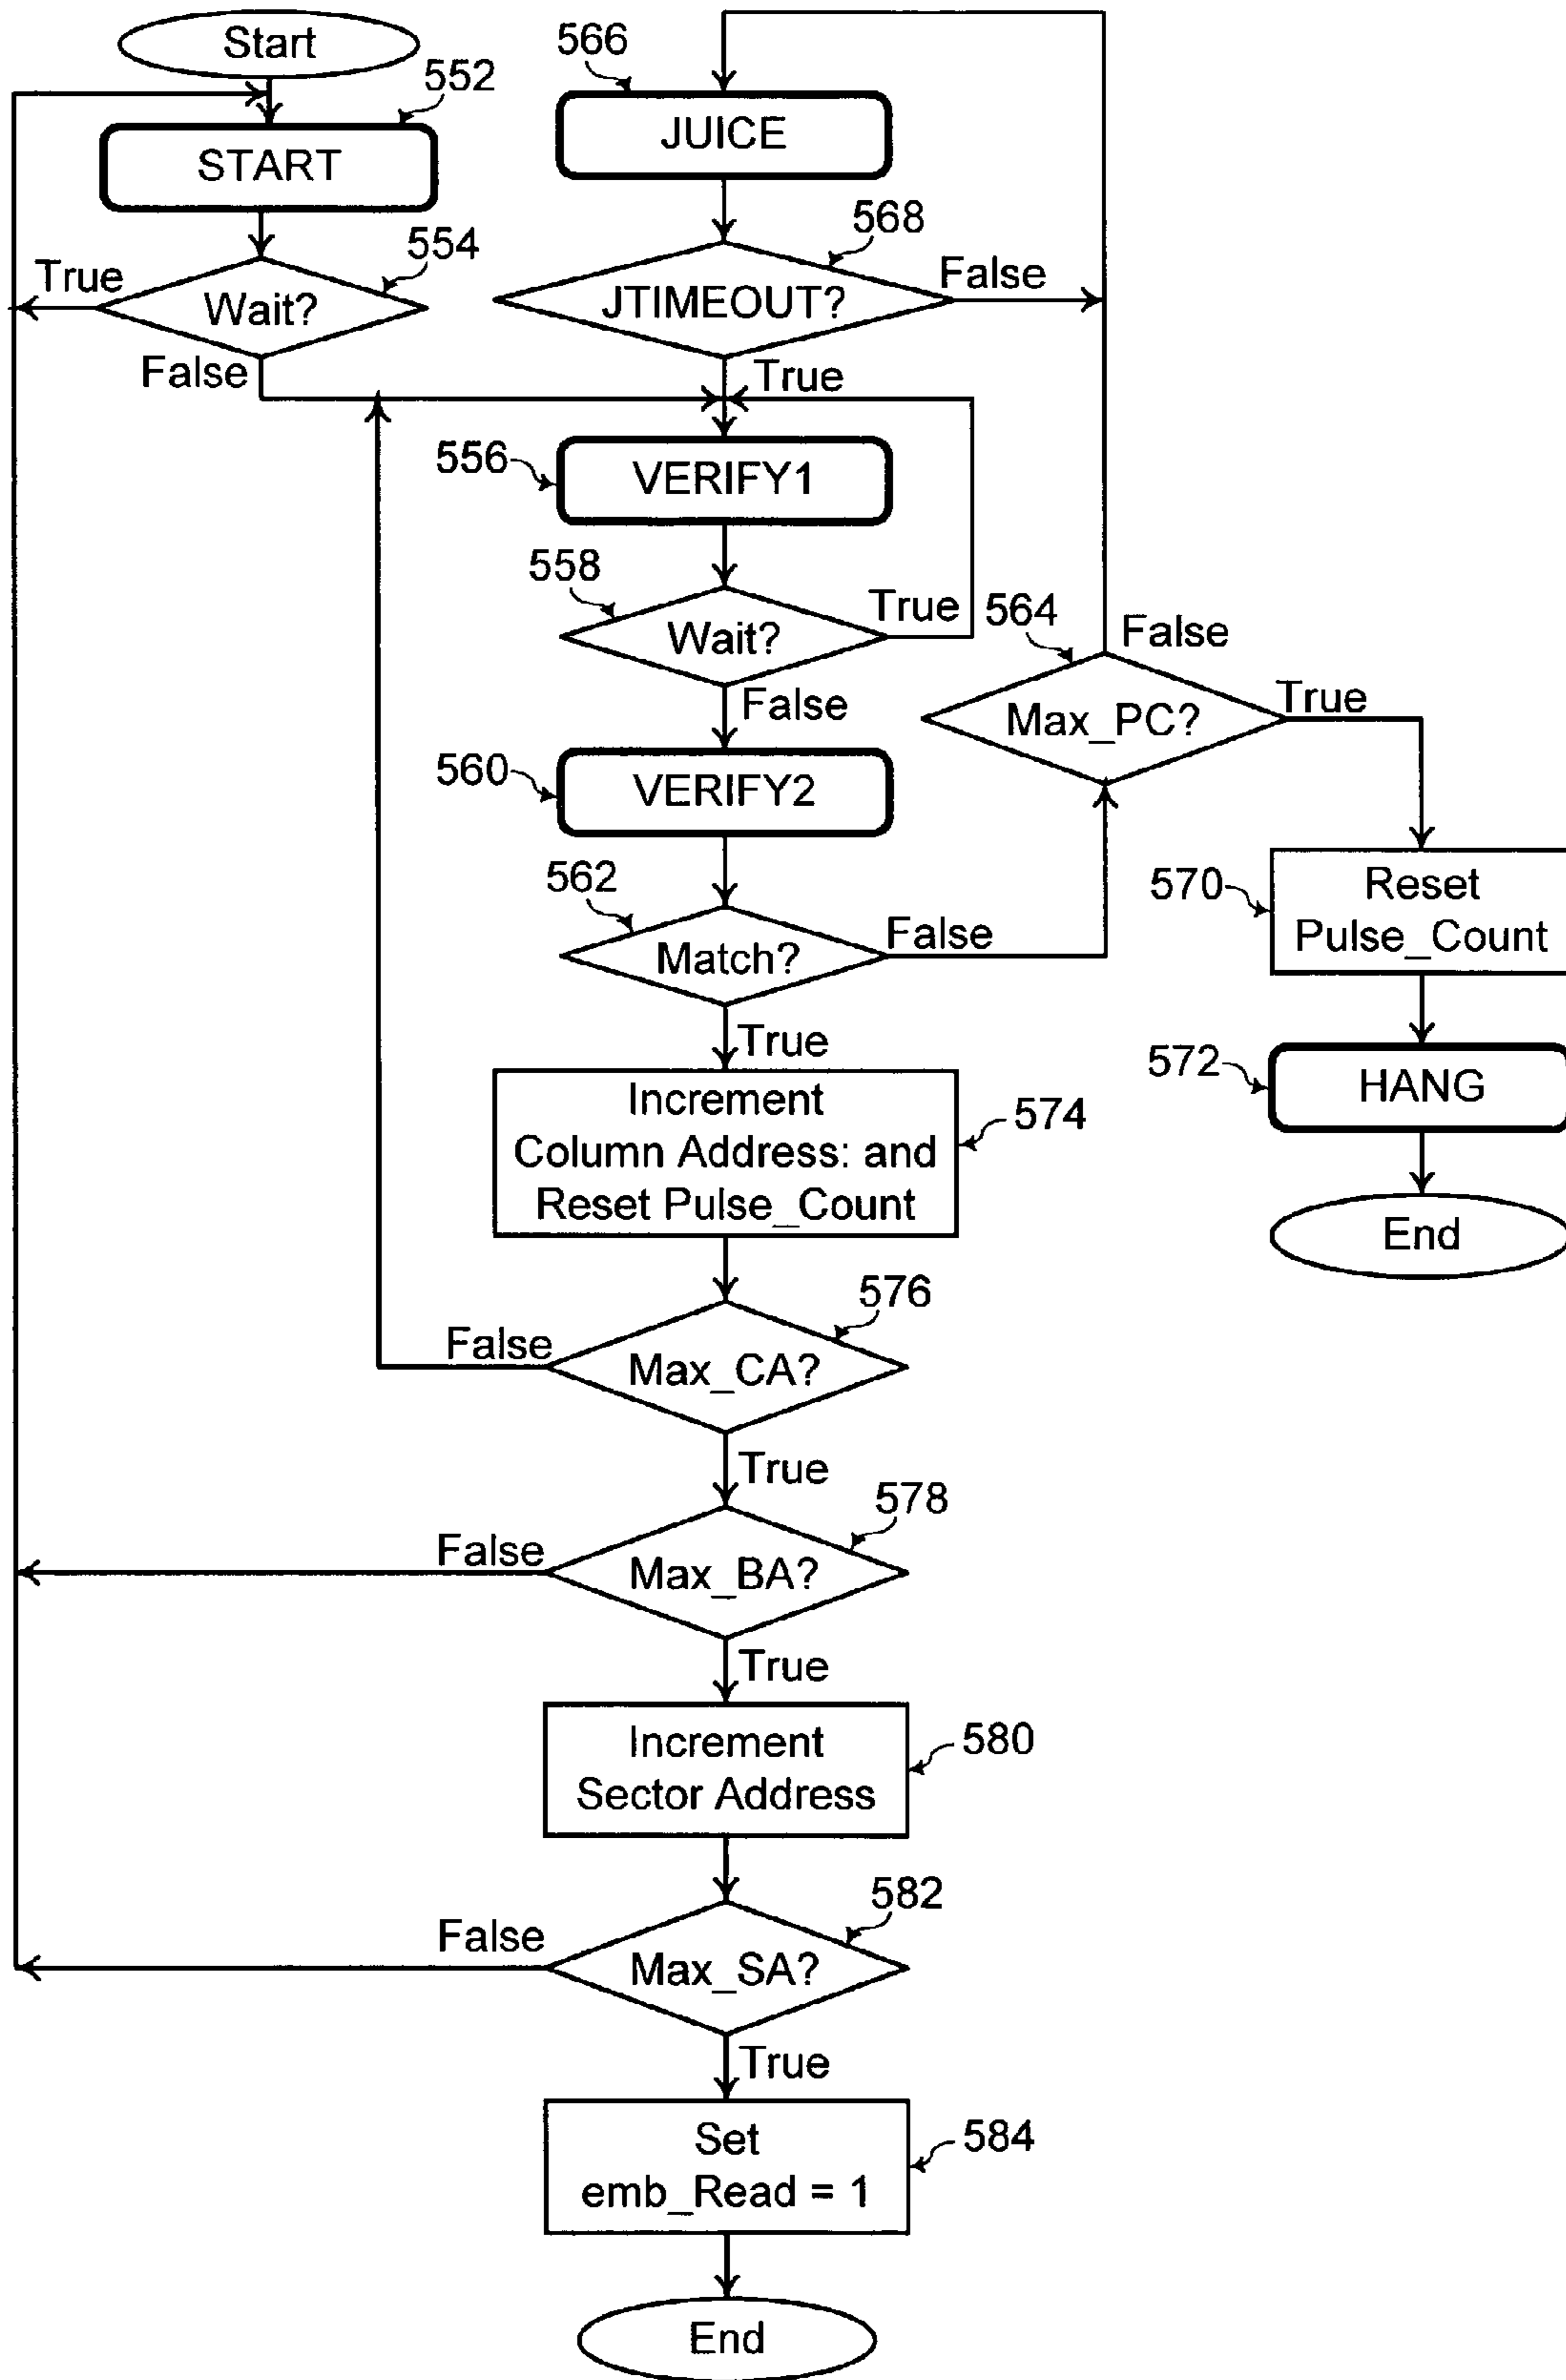 Start
552
START
554
True
Wait?
False
566
JUICE
568
JTIMEOUT?
False
True
556
VERIFY1
558
Wait?
True
False
560
VERIFY2
562
Match?
False
True
564
False
Max_PC?
True
570
Reset
Pulse_Count
572
HANG
End
Increment
Column Address: and
Reset Pulse_Count
574
576
False
Max_CA?
True
578
False
Max_BA?
True
Increment
Sector Address
580
582
False
Max_SA?
True
Set
emb_Read = 1
584
End